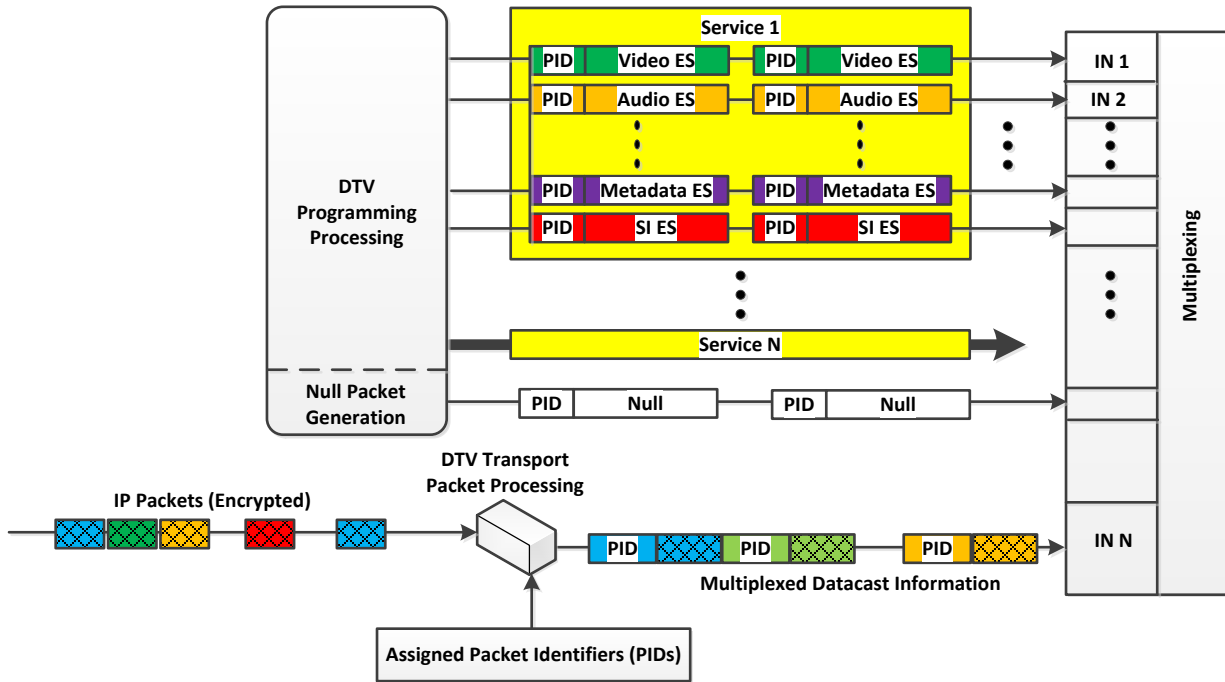 Service 1
PID Video ES PID Video ES
IN 1
PID Audio ES PID Audio ES
IN 2
DTV
Programming
Processing
PID Metadata ES PID Metadata ES
PID SI ES PID SI ES
Multiplexing
Service N
Null Packet
Generation
PID Null PID Null
DTV Transport
Packet Processing
IP Packets (Encrypted)
PID PID PID
IN N
Multiplexed Datacast Information
Assigned Packet Identifiers (PIDs)